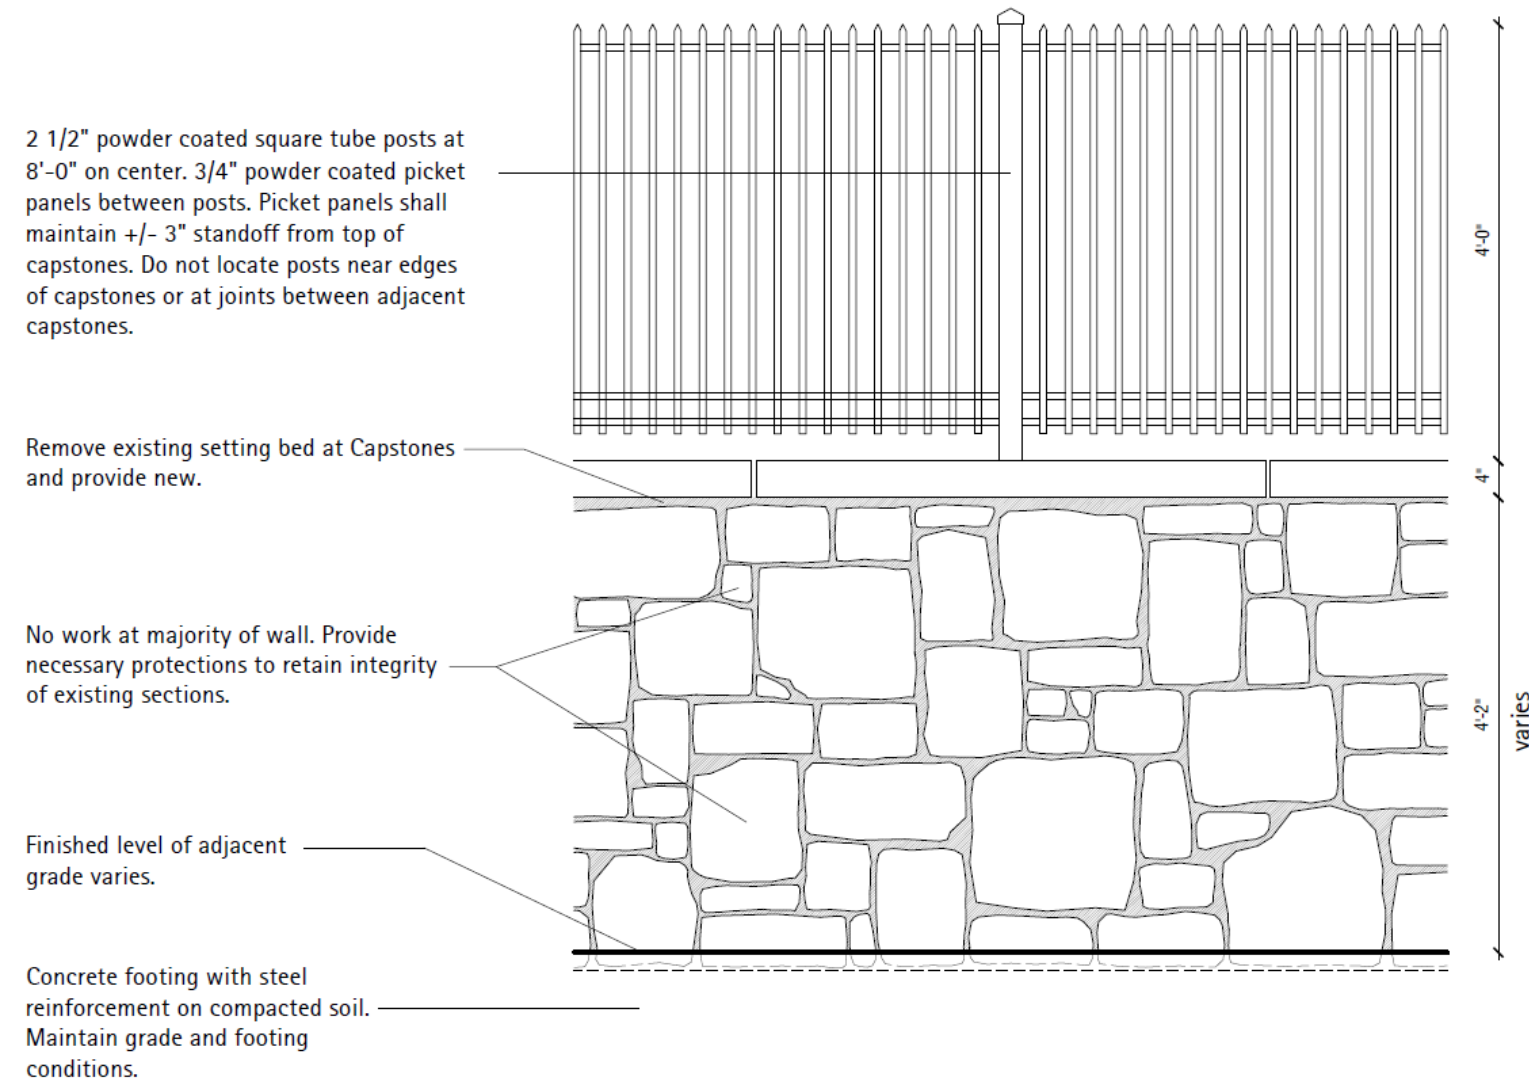 2 1/2" powder coated square tube posts at
8'-0" on center. 3/4" powder coated picket
panels between posts. Picket panels shall
maintain +/- 3" standoff from top of
capstones. Do not locate posts near edges
of capstones or at joints between adjacent
capstones.
4'-0"
Remove existing setting bed at Capstones
and provide new.
4"
No work at majority of wall. Provide
necessary protections to retain integrity
of existing sections.
4'-2"
varies
Finished level of adjacent
grade varies.
Concrete footing with steel
reinforcement on compacted soil.
Maintain grade and footing
conditions.